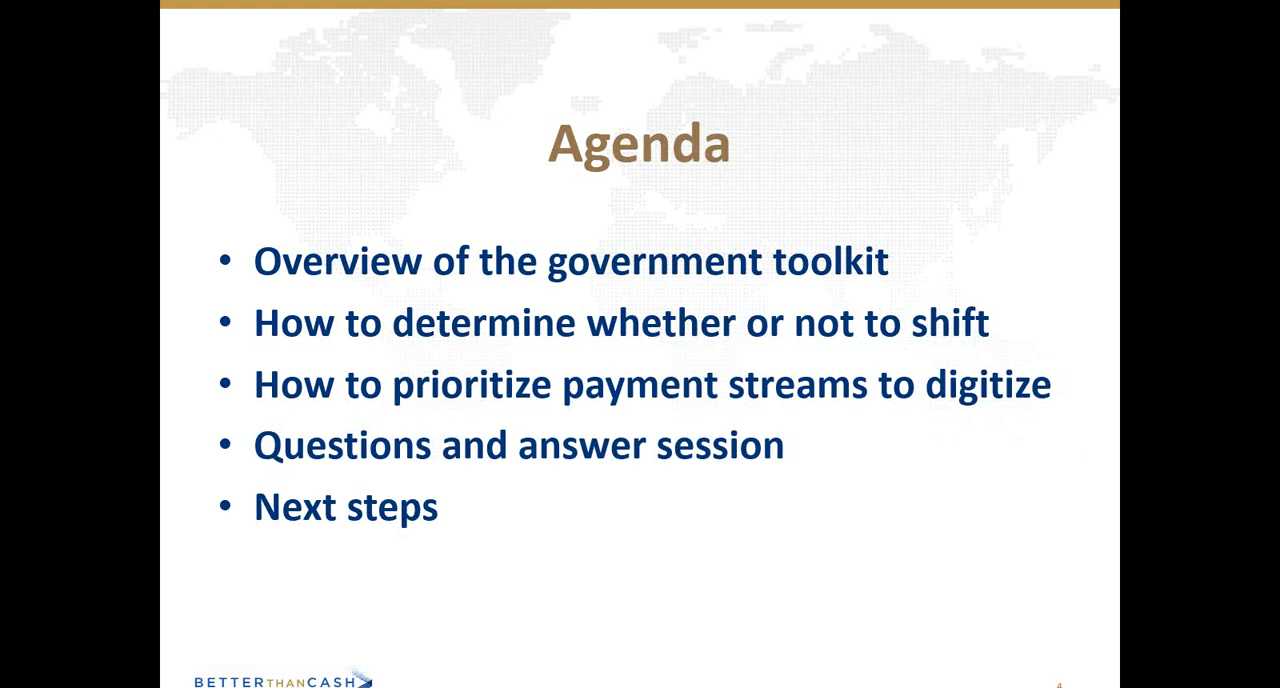 Agenda
• Overview of the government toolkit
• How to determine whether or not to shift
• How to prioritize payment streams to digitize
• Questions and answer session
• Next steps
BETTERTHANCASH
4